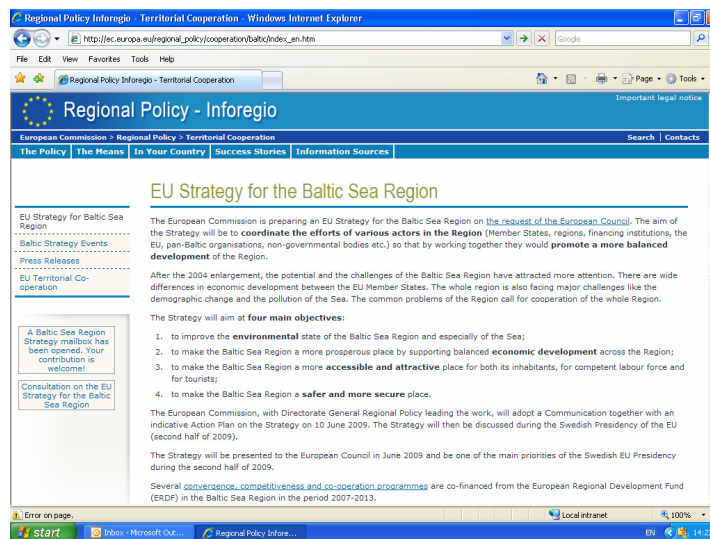 Regional Policy Inforegio - Territorial Cooperation - Windows Internet Explorer
http://ec.europa.eu/regional_policy/cooperation/baltic/index_en.htm
Google
File Edit View Favorites Tools Help
Regional Policy Inforegio - Territorial Cooperation
Page Tools
Important legal notice
Regional Policy - Inforegio
European Commission > Regional Policy > Territorial Cooperation
Search | Contacts
The Policy The Means In Your Country Success Stories Information Sources
EU Strategy for the Baltic Sea Region
EU Strategy for Baltic Sea
Region
Baltic Strategy Events
Press Releases
EU Territorial Co-
operation
A Baltic Sea Region
Strategy mailbox has
been opened. Your
contribution is
welcome!
Consultation on the EU
Strategy for the Baltic
Sea Region
The European Commission is preparing an EU Strategy for the Baltic Sea Region on the request of the European Council. The aim of
the Strategy will be to coordinate the efforts of various actors in the Region (Member States, regions, financing institutions, the
EU, pan-Baltic organisations, non-governmental bodies etc.) so that by working together they would promote a more balanced
development of the Region.
After the 2004 enlargement, the potential and the challenges of the Baltic Sea Region have attracted more attention. There are wide
differences in economic development between the EU Member States. The whole region is also facing major challenges like the
demographic change and the pollution of the Sea. The common problems of the Region call for cooperation of the whole Region.
The Strategy will aim at four main objectives:
1. to improve the environmental state of the Baltic Sea Region and especially of the Sea;
2. to make the Baltic Sea Region a more prosperous place by supporting balanced economic development across the Region;
3. to make the Baltic Sea Region a more accessible and attractive place for both its inhabitants, for competent labour force and
for tourists;
4. to make the Baltic Sea Region a safer and more secure place.
The European Commission, with Directorate General Regional Policy leading the work, will adopt a Communication together with an
indicative Action Plan on the Strategy on 10 June 2009. The Strategy will then be discussed during the Swedish Presidency of the EU
(second half of 2009).
The Strategy will be presented to the European Council in June 2009 and be one of the main priorities of the Swedish EU Presidency
during the second half of 2009.
Several convergence, competitiveness and co-operation programmes are co-financed from the European Regional Development Fund
(ERDF) in the Baltic Sea Region in the period 2007-2013.
Error on page.
Local intranet
100%
start
Inbox - Microsoft Out...
Regional Policy Infore...
EN